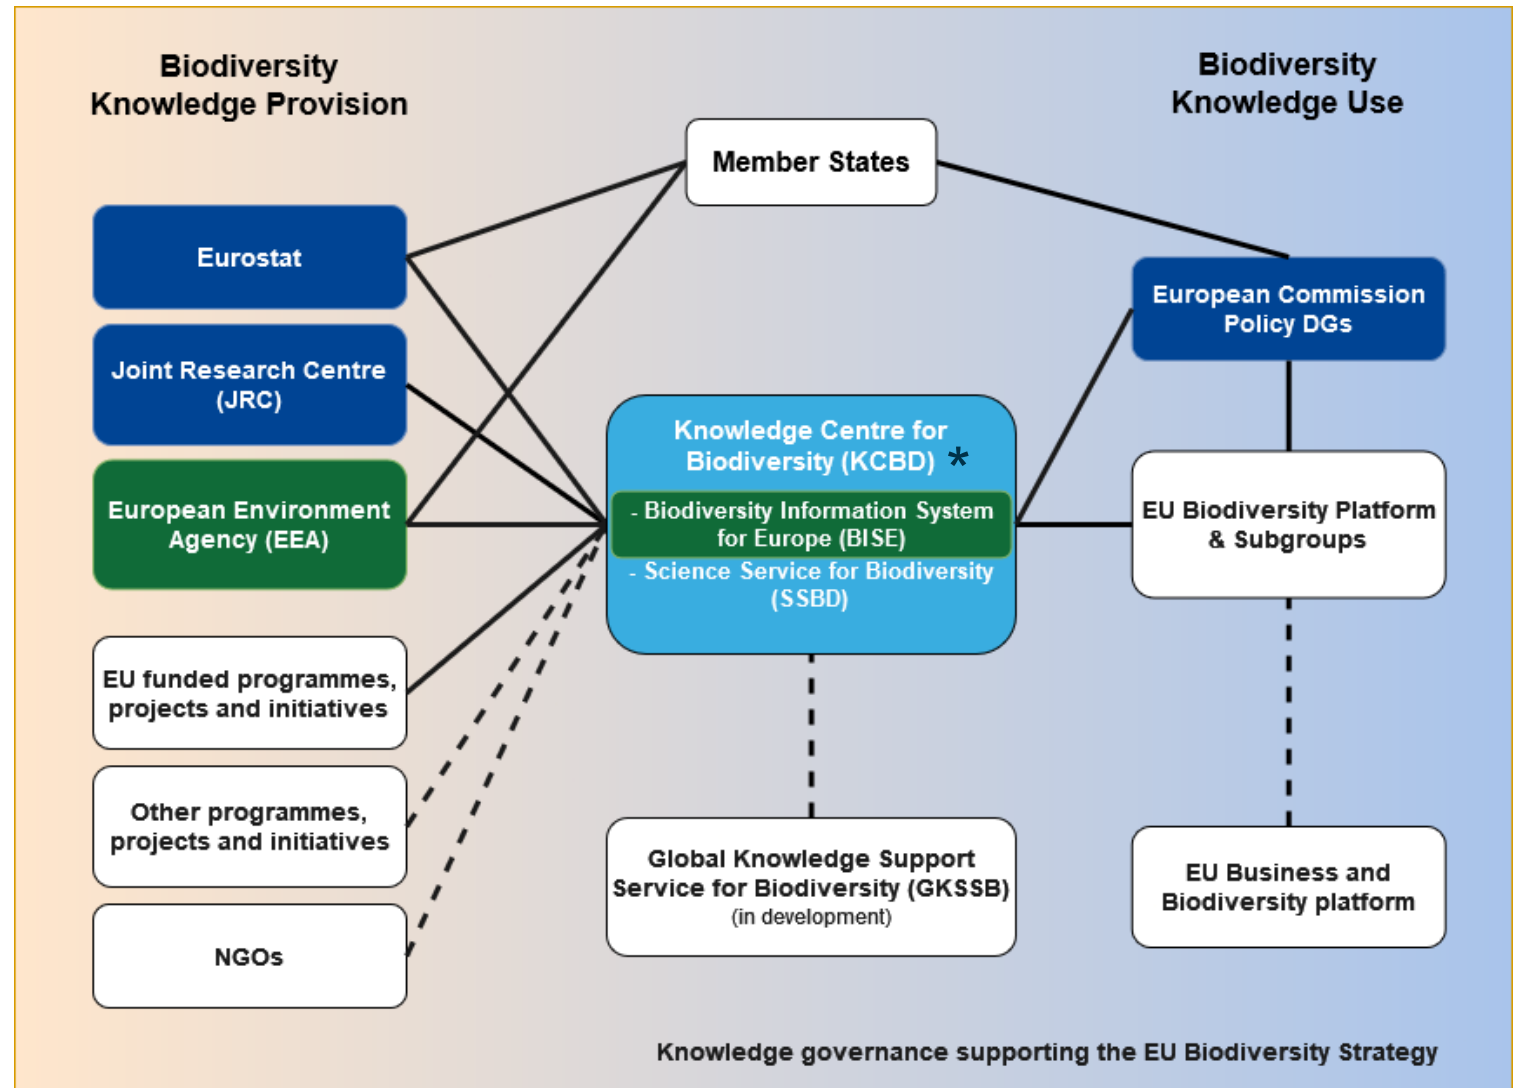 Biodiversity
Knowledge Provision
Biodiversity
Knowledge Use
Member States
Eurostat
Joint Research Centre
(JRC)
European Environment
Agency (EEA)
EU funded programmes,
projects and initiatives
Other programmes,
projects and initiatives
NGOs
Knowledge Centre for
Biodiversity (KCBD) *
- Biodiversity Information System
for Europe (BISE)
- Science Service for Biodiversity
(SSBD)
Global Knowledge Support
Service for Biodiversity (GKSSB)
(in development)
European Commission
Policy DGs
EU Biodiversity Platform
& Subgroups
EU Business and
Biodiversity platform
Knowledge governance supporting the EU Biodiversity Strategy